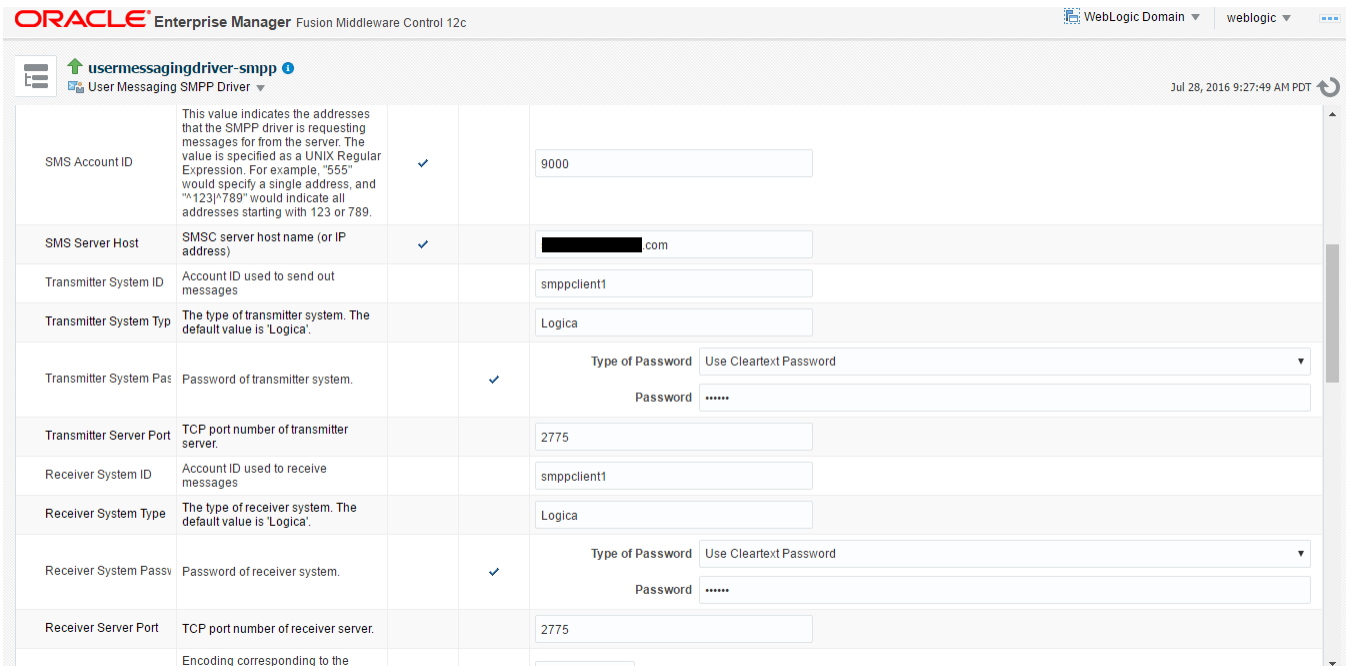 ORACLE® Enterprise Manager Fusion Middleware Control 12c
WebLogic Domain
weblogic
usermessagingdriver-smpp
User Messaging SMPP Driver
Jul 28, 2016 9:27:49 AM PDT
SMS Account ID
This value indicates the addresses
that the SMPP driver is requesting
messages for from the server. The
value is specified as a UNIX Regular
Expression. For example, "555"
would specify a single address, and
"^123|^789" would indicate all
addresses starting with 123 or 789.
9000
SMS Server Host
SMSC server host name (or IP
address)
.com
Transmitter System ID
Account ID used to send out
messages
smppclient1
Transmitter System Typ
The type of transmitter system. The
default value is 'Logica'.
Logica
Transmitter System Pas
Password of transmitter system.
Type of Password
Use Cleartext Password
Password
••••••
Transmitter Server Port
TCP port number of transmitter
server.
2775
Receiver System ID
Account ID used to receive
messages
smppclient1
Receiver System Type
The type of receiver system. The
default value is 'Logica'.
Logica
Receiver System Passw
Password of receiver system.
Type of Password
Use Cleartext Password
Password
••••••
Receiver Server Port
TCP port number of receiver server.
2775
Encoding corresponding to the